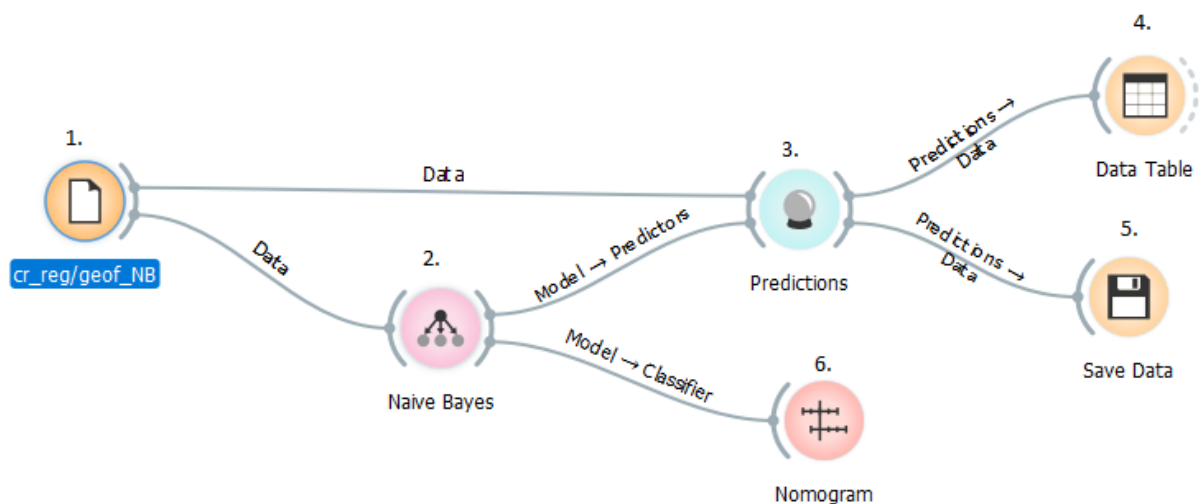 1.
cr_reg/geof_NB
Data
Data
2.
Naive Bayes
Model → Predictors
Model → Classifier
3.
Predictions
Predictions →
Data
Predictions →
Data
4.
Data Table
5.
Save Data
6.
Nomogram